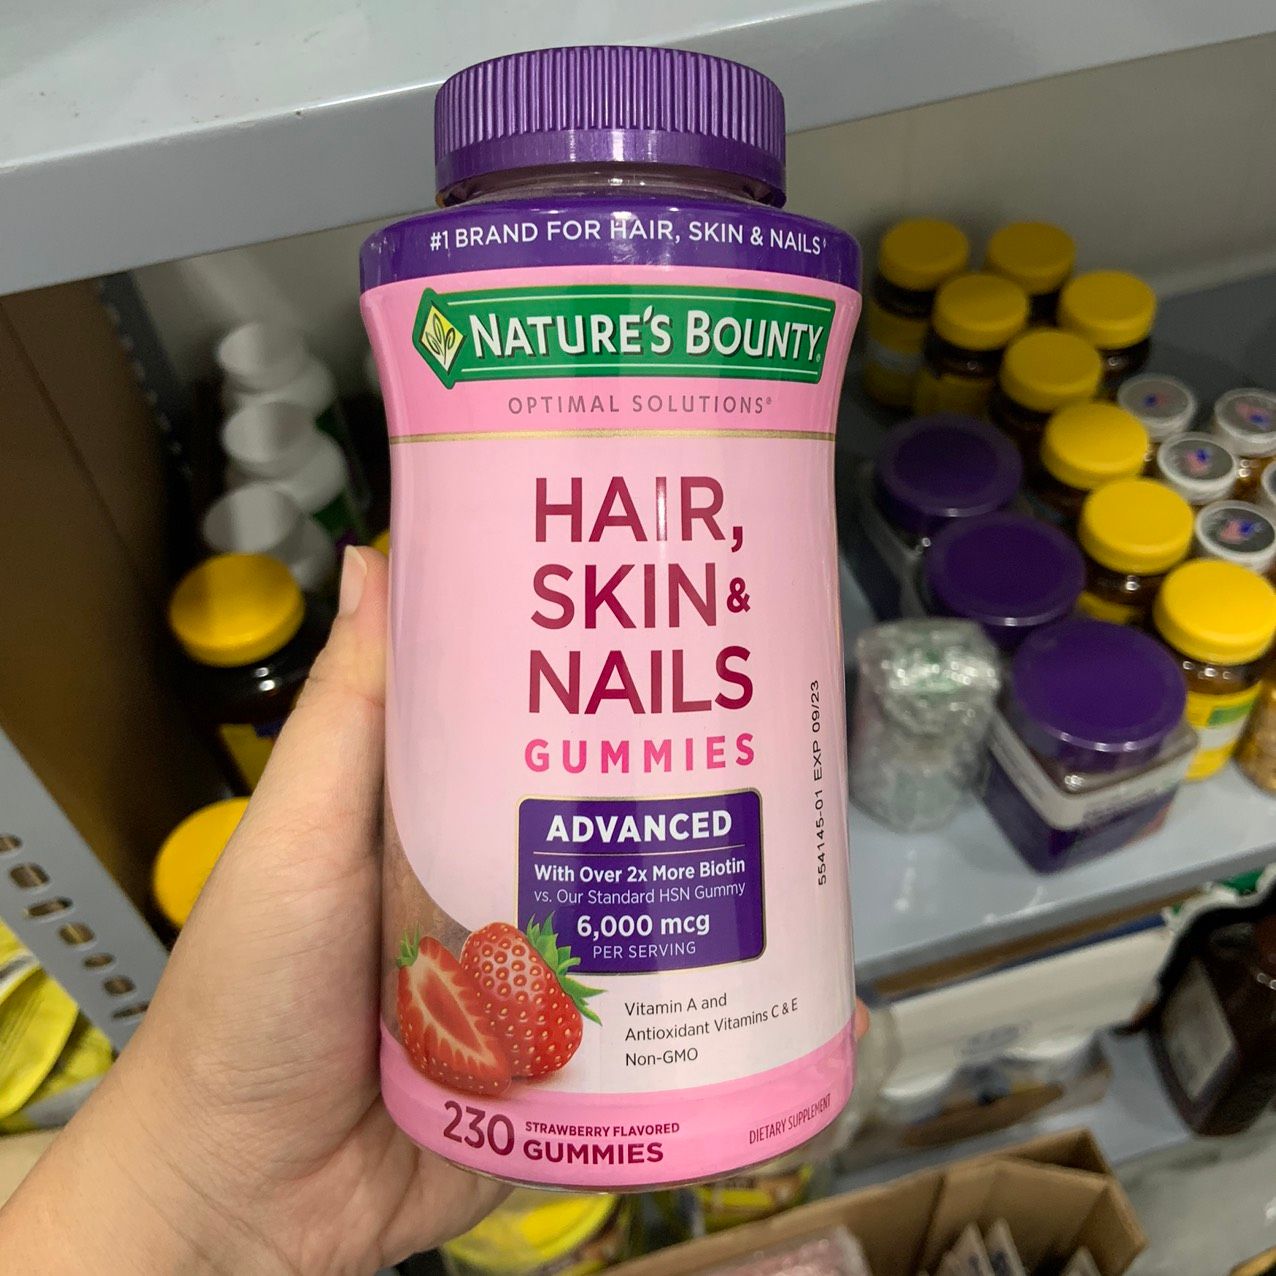 #1 BRAND FOR HAIR, SKIN & NAILS◊
NATURE'S BOUNTY®
OPTIMAL SOLUTIONS®
HAIR,
SKIN &
NAILS
GUMMIES
ADVANCED
With Over 2x More Biotin
vs. Our Standard HSN Gummy
6,000 mcg
PER SERVING
554145-01 EXP 09/23
Vitamin A and
Antioxidant Vitamins C & E
Non-GMO
230 STRAWBERRY FLAVORED
GUMMIES
DIETARY SUPPLEMENT